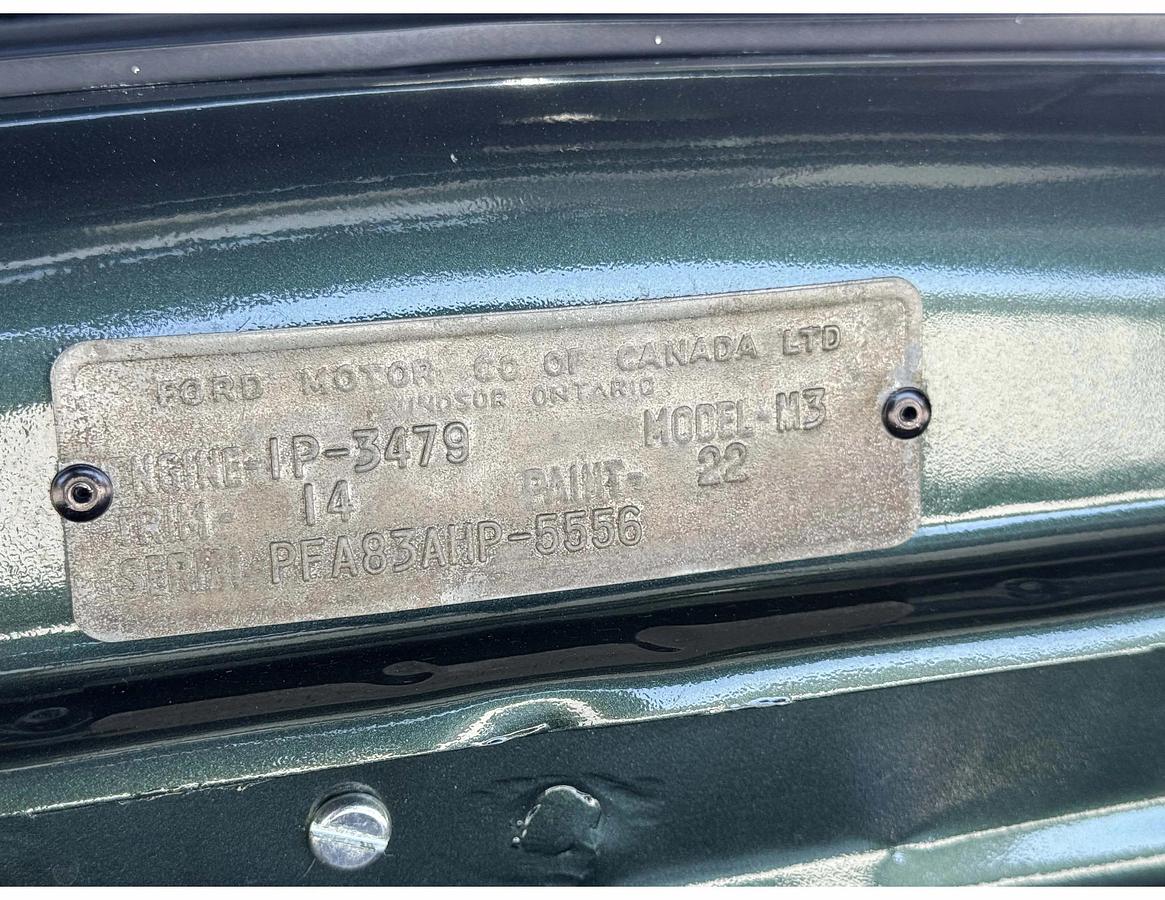 FORD MOTOR CO OF CANADA LTD
WINDSOR ONTARIO
ENGINE-1P-3479 MODEL-M3
TRIM- 14 PAINT- 22
SERIAL PFA83AHP-5556